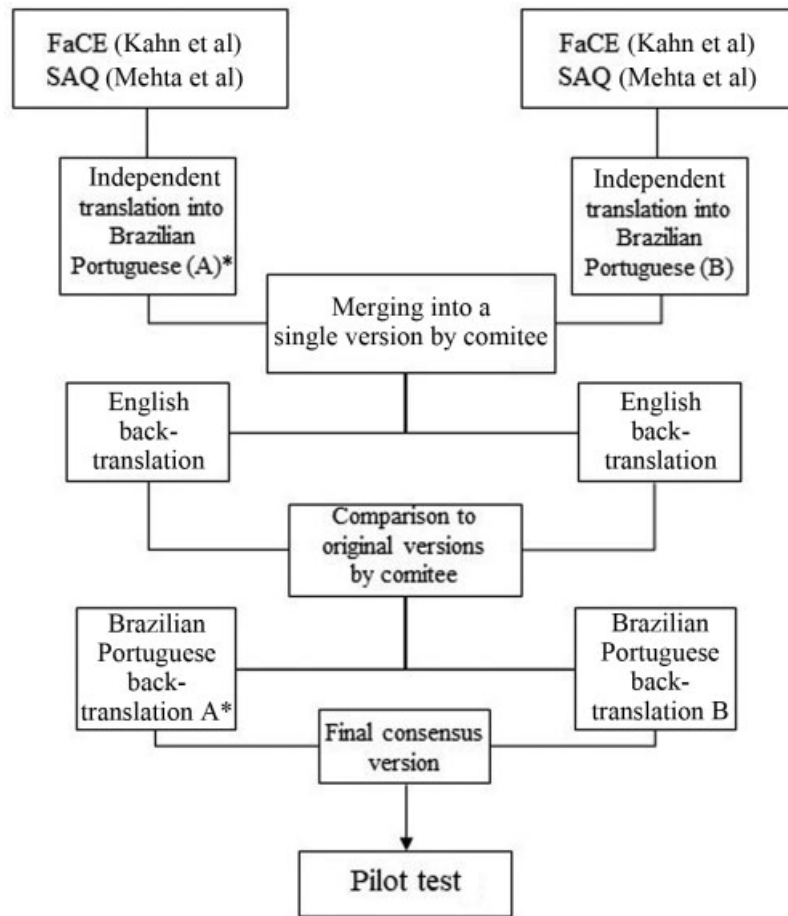 FaCE (Kahn et al)
SAQ (Mehta et al)
FaCE (Kahn et al)
SAQ (Mehta et al)
Independent
translation into
Brazilian
Portuguese (A)*
Independent
translation into
Brazilian
Portuguese (B)
Merging into a
single version by comitee
English
back-
translation
English
back-
translation
Comparison to
original versions
by comitee
Brazilian
Portuguese
back-
translation A*
Brazilian
Portuguese
back-
translation B
Final consensus
version
Pilot test